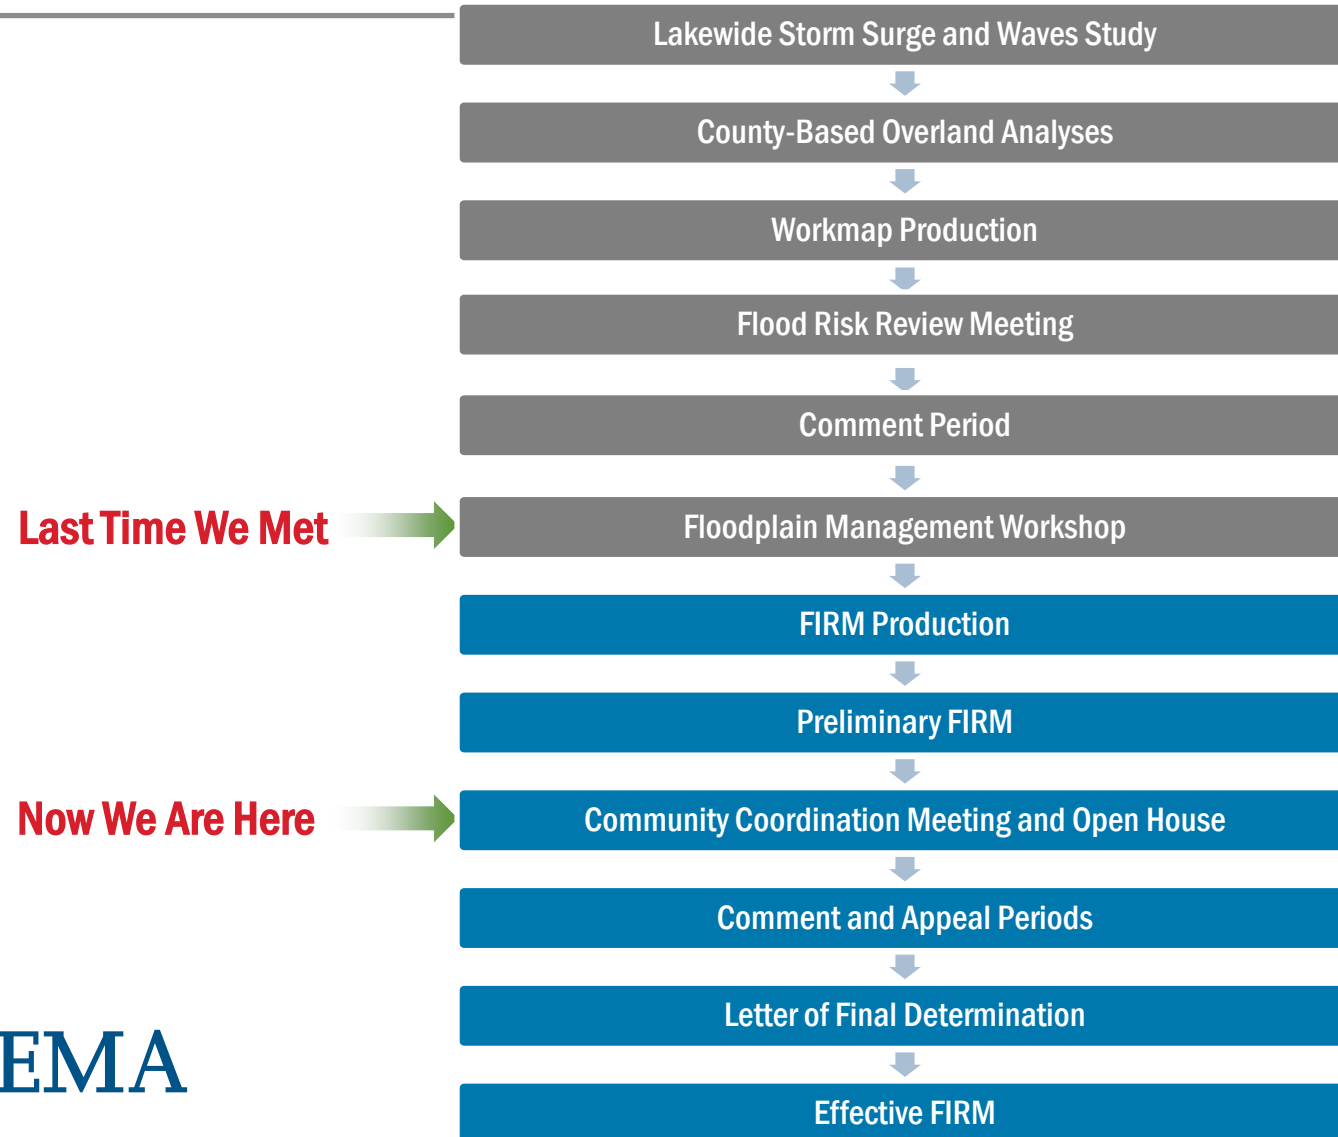 Lakewide Storm Surge and Waves Study
County-Based Overland Analyses
Workmap Production
Flood Risk Review Meeting
Comment Period
Last Time We Met
Floodplain Management Workshop
FIRM Production
Preliminary FIRM
Now We Are Here
Community Coordination Meeting and Open House
Comment and Appeal Periods
Letter of Final Determination
EMA
Effective FIRM